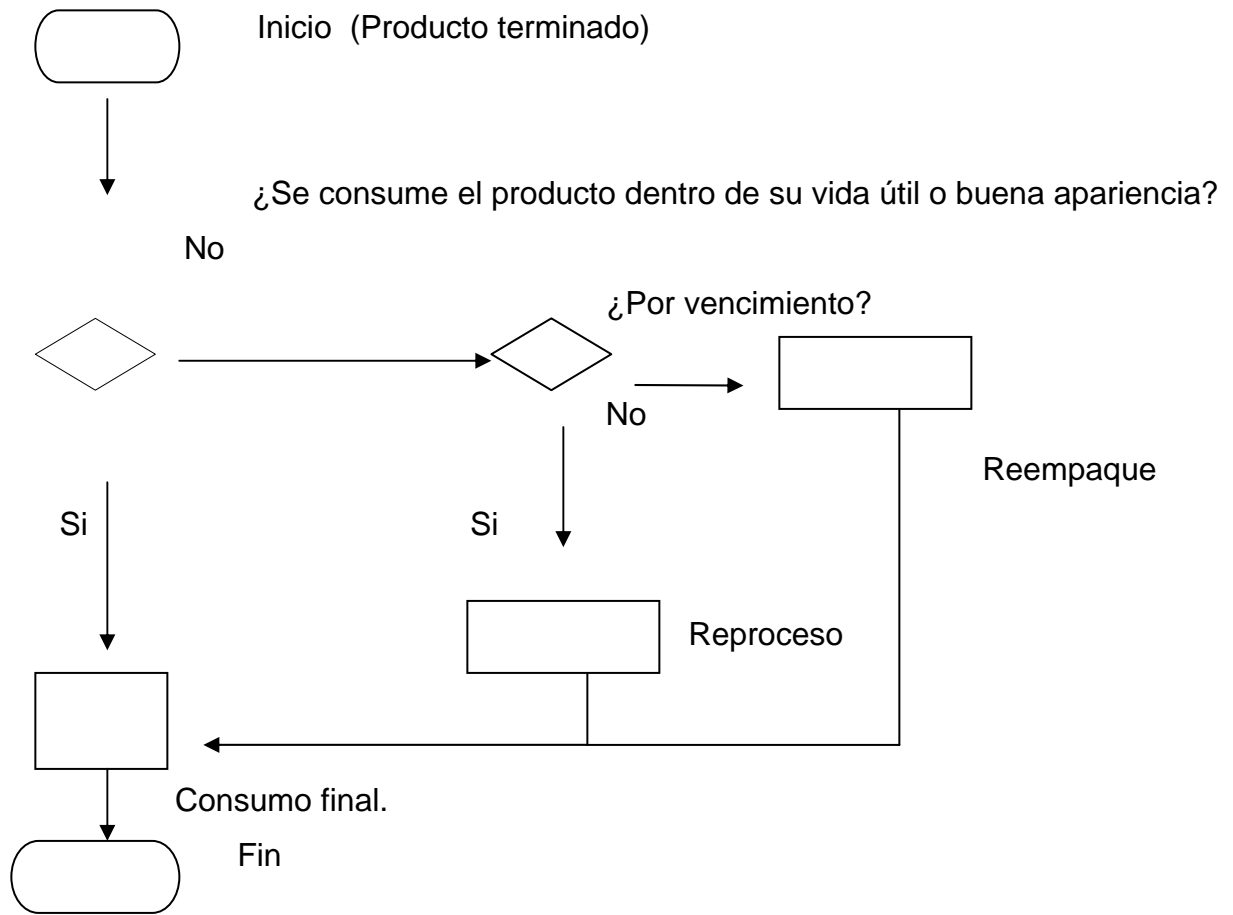 Inicio (Producto terminado)
¿Se consume el producto dentro de su vida útil o buena apariencia?
No
¿Por vencimiento?
No
Reempaque
Si
Si
Reproceso
Consumo final.
Fin